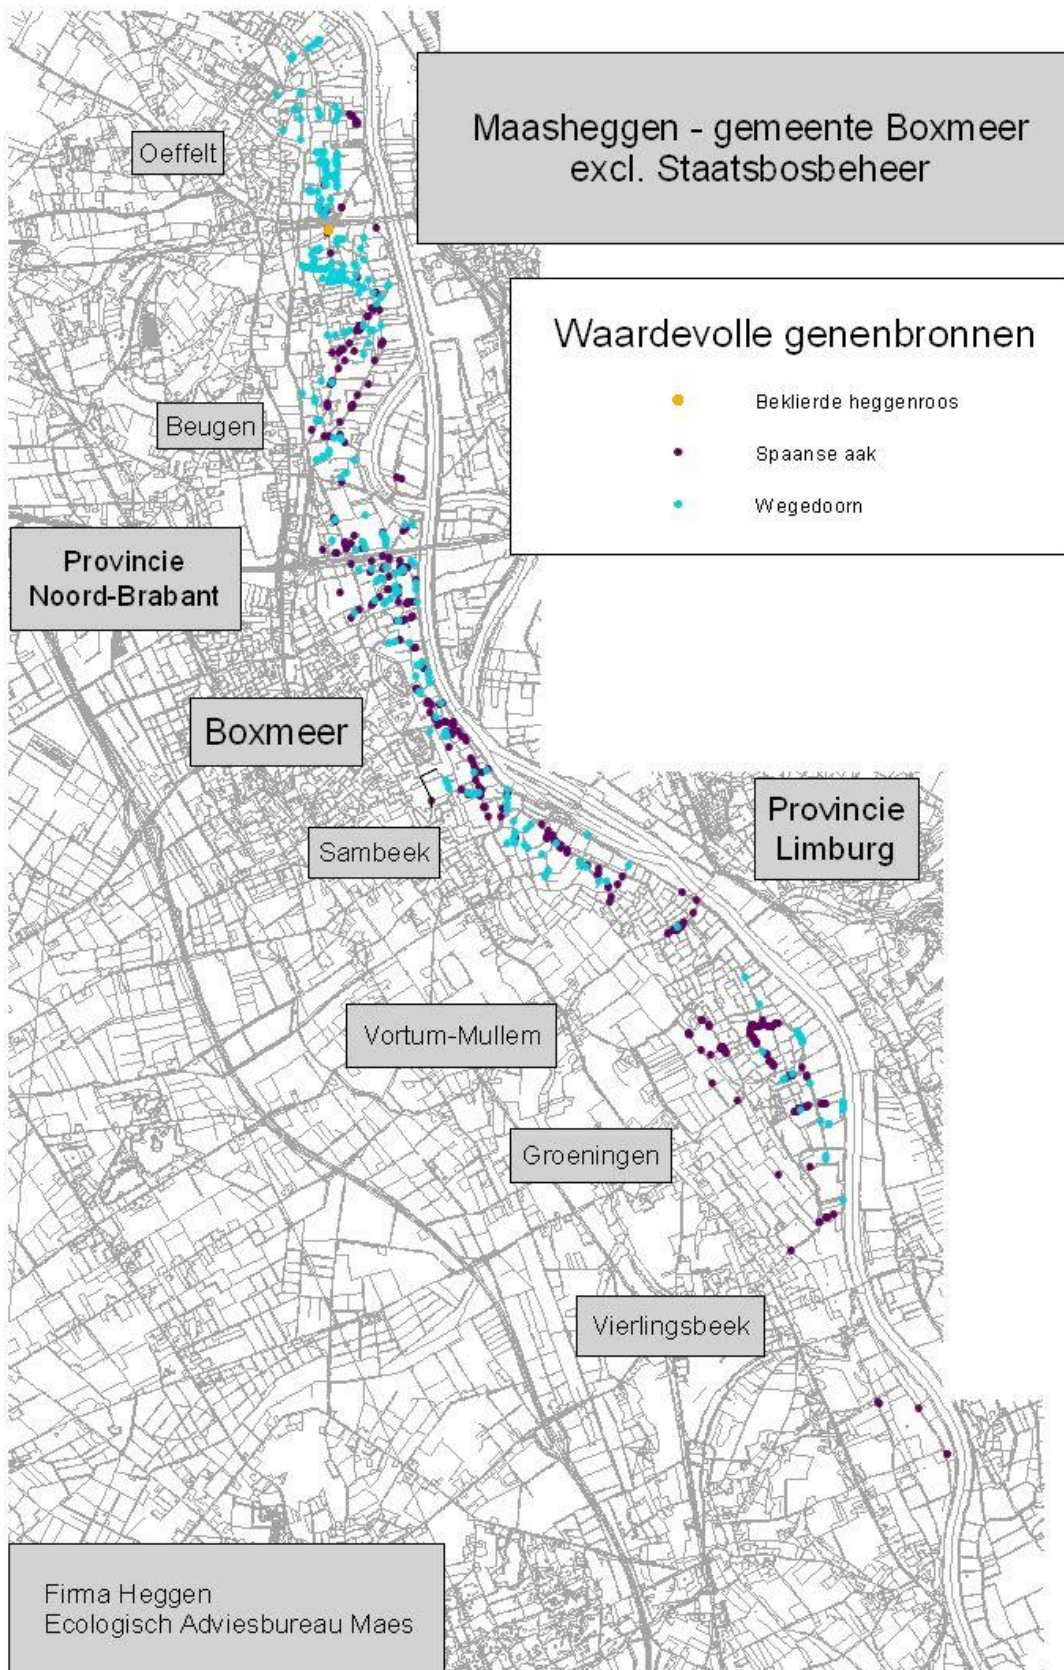 Maasheggen - gemeente Boxmeer
excl. Staatsbosbeheer
Oeffelt
Waardevolle genenbronnen
Beklierde heggenroos
Spaanse aak
Wegedoorn
Beugen
Provincie
Noord-Brabant
Boxmeer
Provincie
Limburg
Sambeek
Vortum-Mullem
Groeningen
Vierlingsbeek
Firma Heggen
Ecologisch Adviesbureau Maes